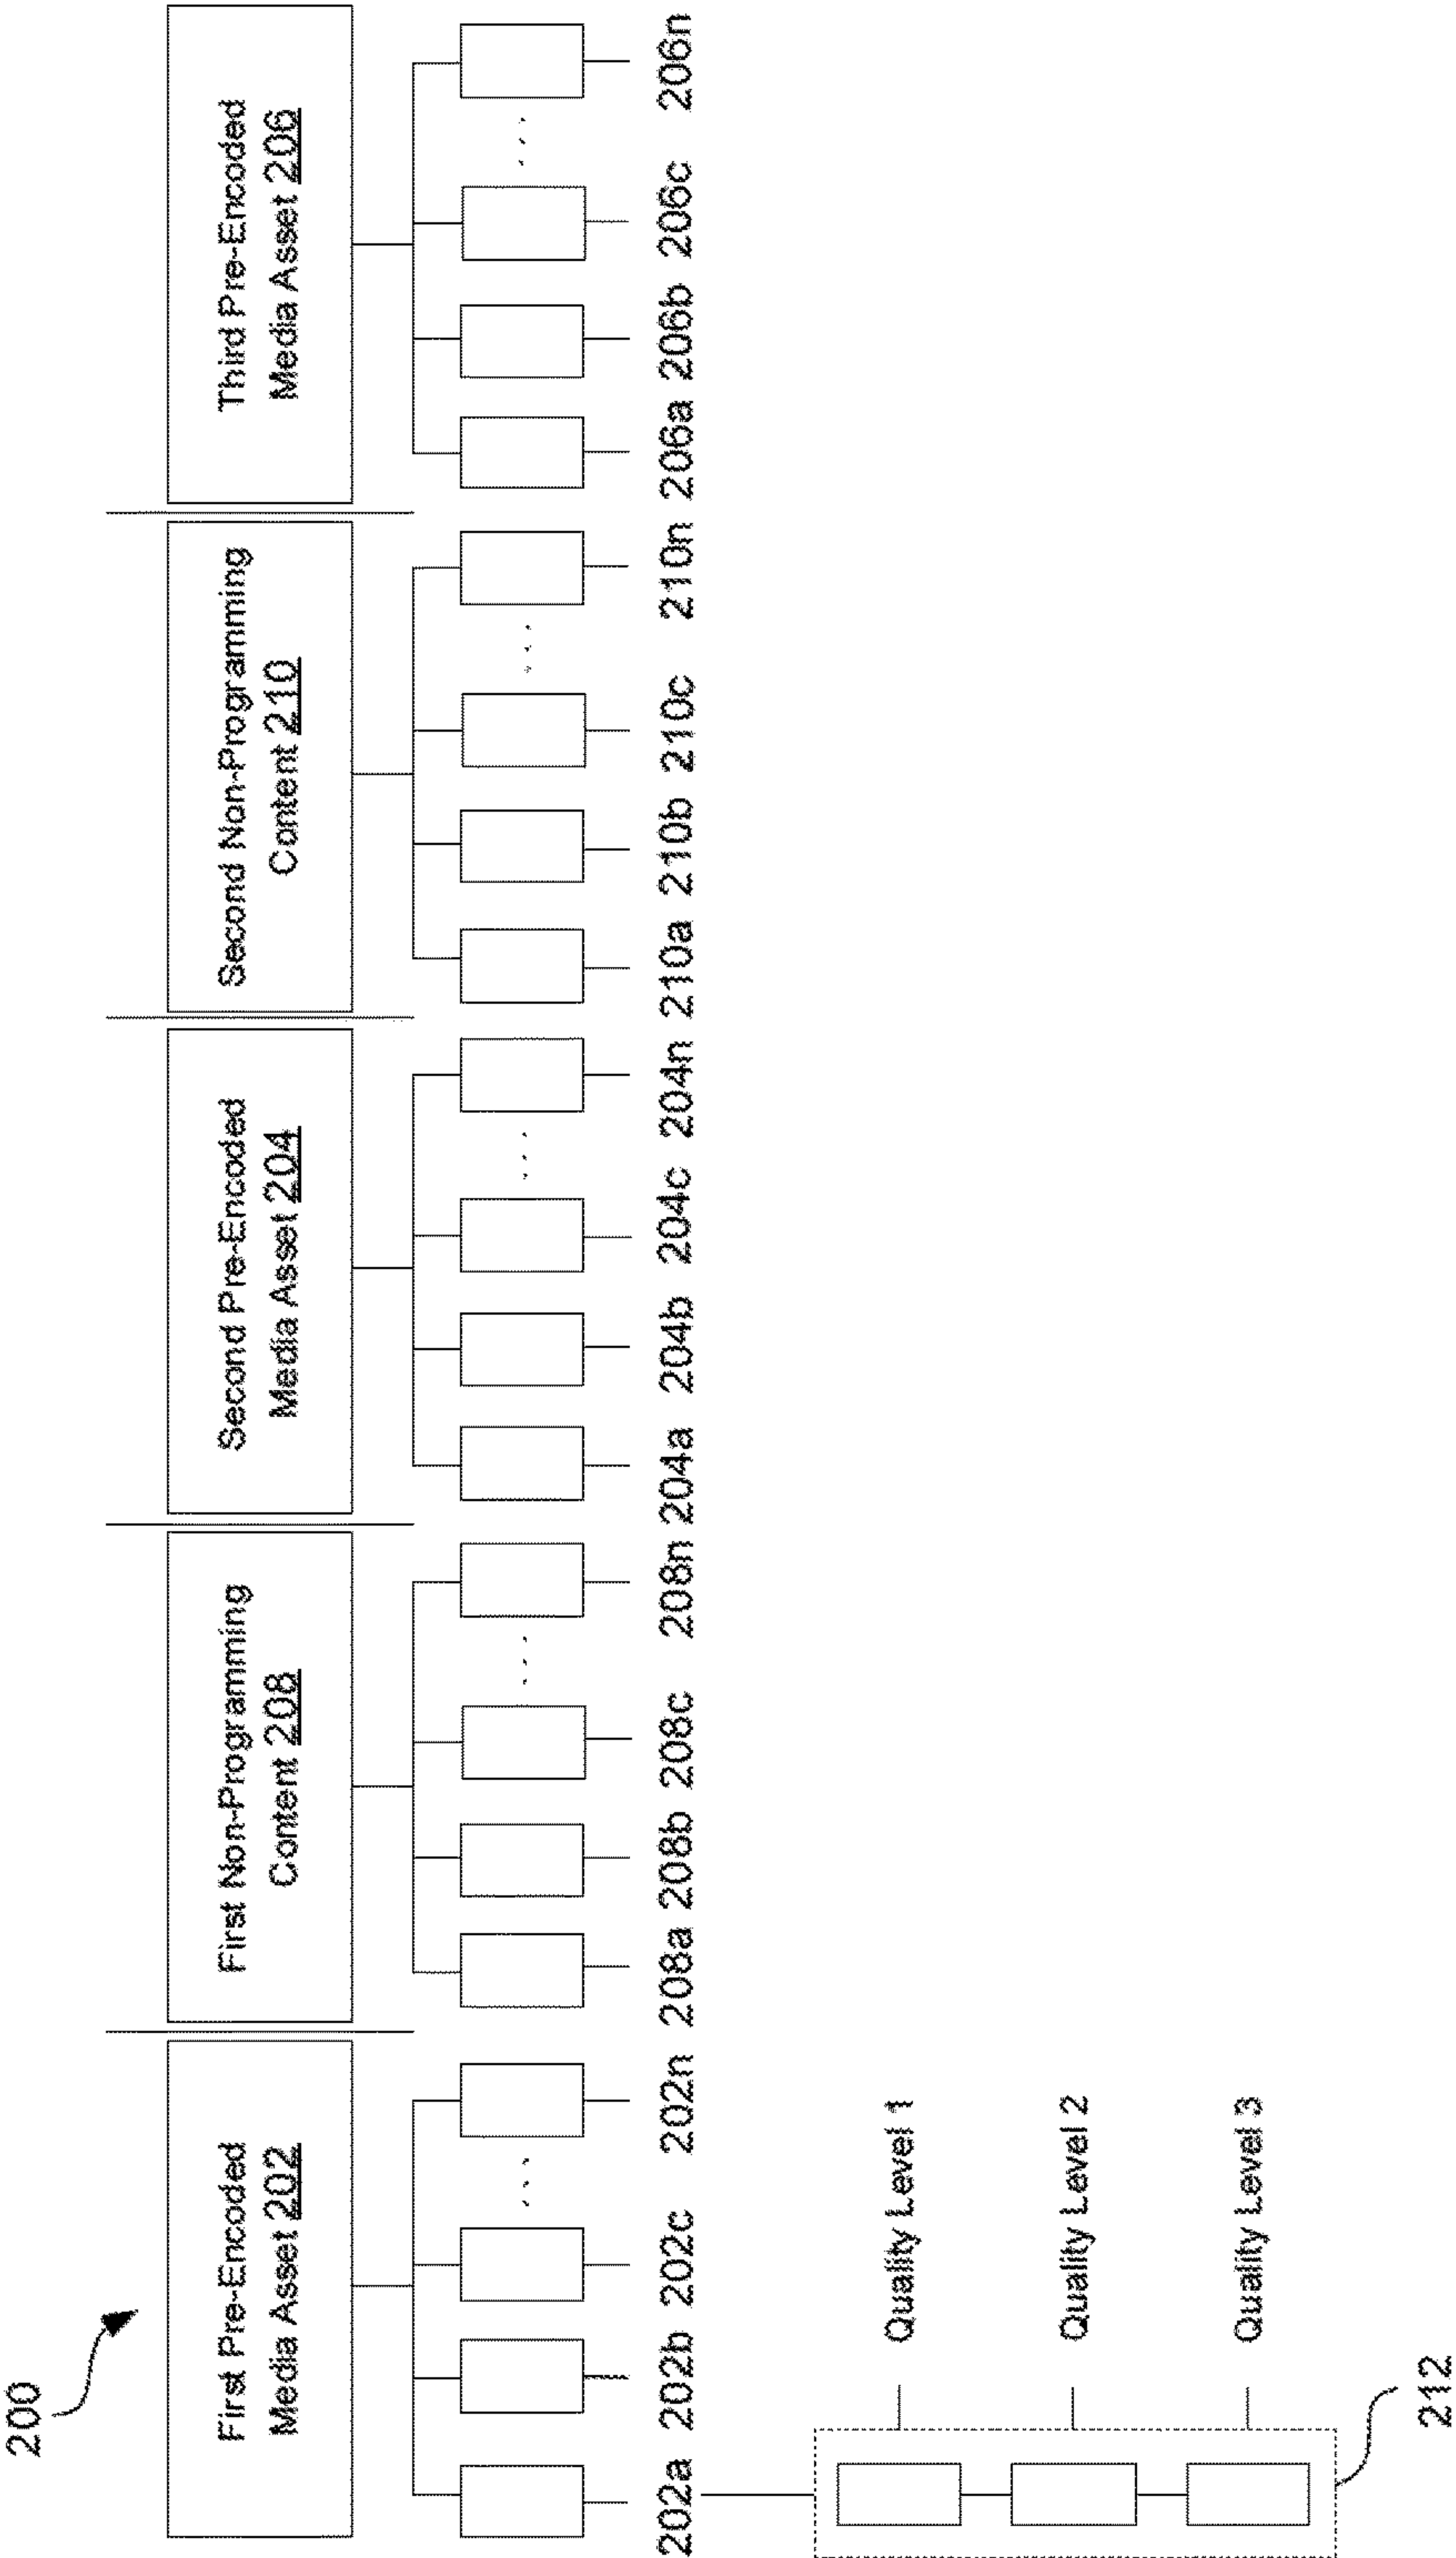 200
First Pre-Encoded
Media Asset 202
First Non-Programming
Content 208
Second Pre-Encoded
Media Asset 204
Second Non-Programming
Content 210
Third Pre-Encoded
Media Asset 206
202a 202b 202c 202n 208a 208b 208c 208n 204a 204b 204c 204n 210a 210b 210c 210n 206a 206b 206c 206n
Quality Level 1
Quality Level 2
Quality Level 3
212